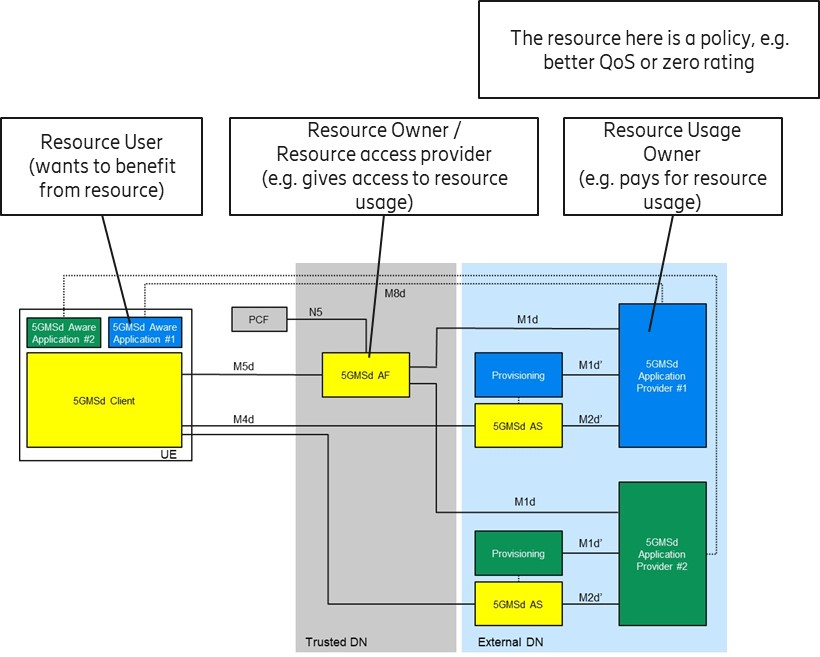 The resource here is a policy, e.g.
better QoS or zero rating
Resource User
(wants to benefit
from resource)
Resource Owner /
Resource access provider
(e.g. gives access to resource
usage)
Resource Usage
Owner
(e.g. pays for resource
usage)
M8d
PCF
N5
M1d
5GMSd Aware
Application #2
5GMSd Aware
Application #1
M5d
5GMSd AF
Provisioning
M1d'
5GMSd
Application
Provider #1
5GMSd Client
M4d
5GMSd AS
M2d'
UE
M1d
Provisioning
M1d'
5GMSd
Application
Provider #2
5GMSd AS
M2d'
Trusted DN
External DN